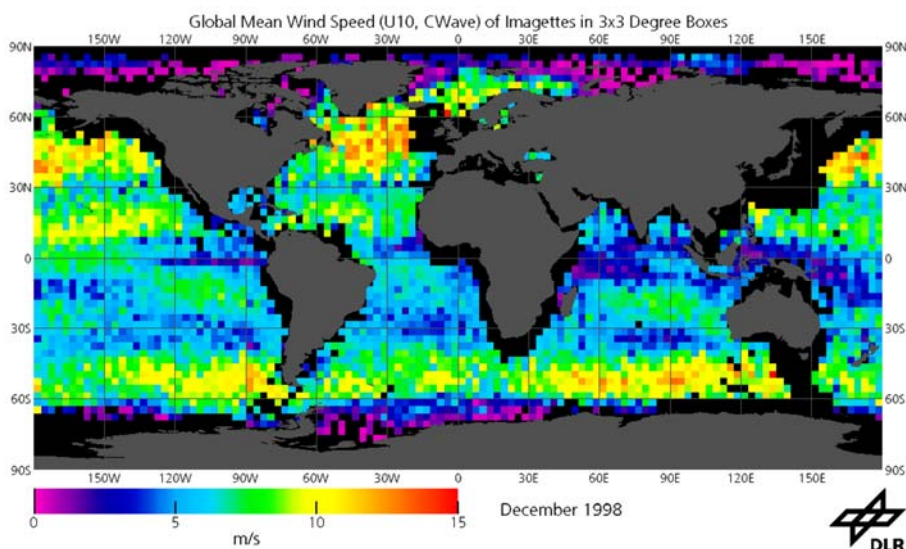 Global Mean Wind Speed (U10, CWave) of Imagettes in 3x3 Degree Boxes
150W 120W 90W 60W 30W 0 30E 60E 90E 120E 150E
90N 90N
60N 60N
30N 30N
0 0
30S 30S
60S 60S
90S 90S
150W 120W 90W 60W 30W 0 30E 60E 90E 120E 150E
0 5 10 15
m/s
December 1998
DLR